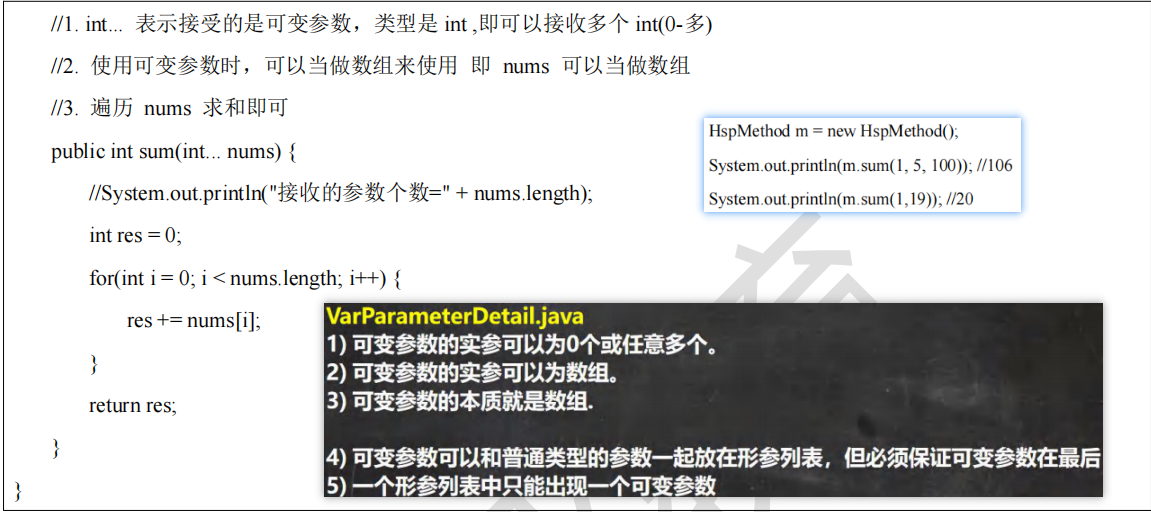 //1. int... 表示接受的是可变参数，类型是 int ,即可以接收多个 int(0-多)
//2. 使用可变参数时，可以当做数组来使用 即 nums 可以当做数组
//3. 遍历 nums 求和即可
public int sum(int... nums) {
//System.out.println("接收的参数个数=" + nums.length);
int res = 0;
for(int i = 0; i < nums.length; i++) {
res += nums[i];
}
return res;
}
}
HspMethod m = new HspMethod();
System.out.println(m.sum(1, 5, 100)); //106
System.out.println(m.sum(1,19)); //20
VarParameterDetail.java
1) 可变参数的实参可以为0个或任意多个。
2) 可变参数的实参可以为数组。
3) 可变参数的本质就是数组.
4) 可变参数可以和普通类型的参数一起放在形参列表，但必须保证可变参数在最后
5) 一个形参列表中只能出现一个可变参数